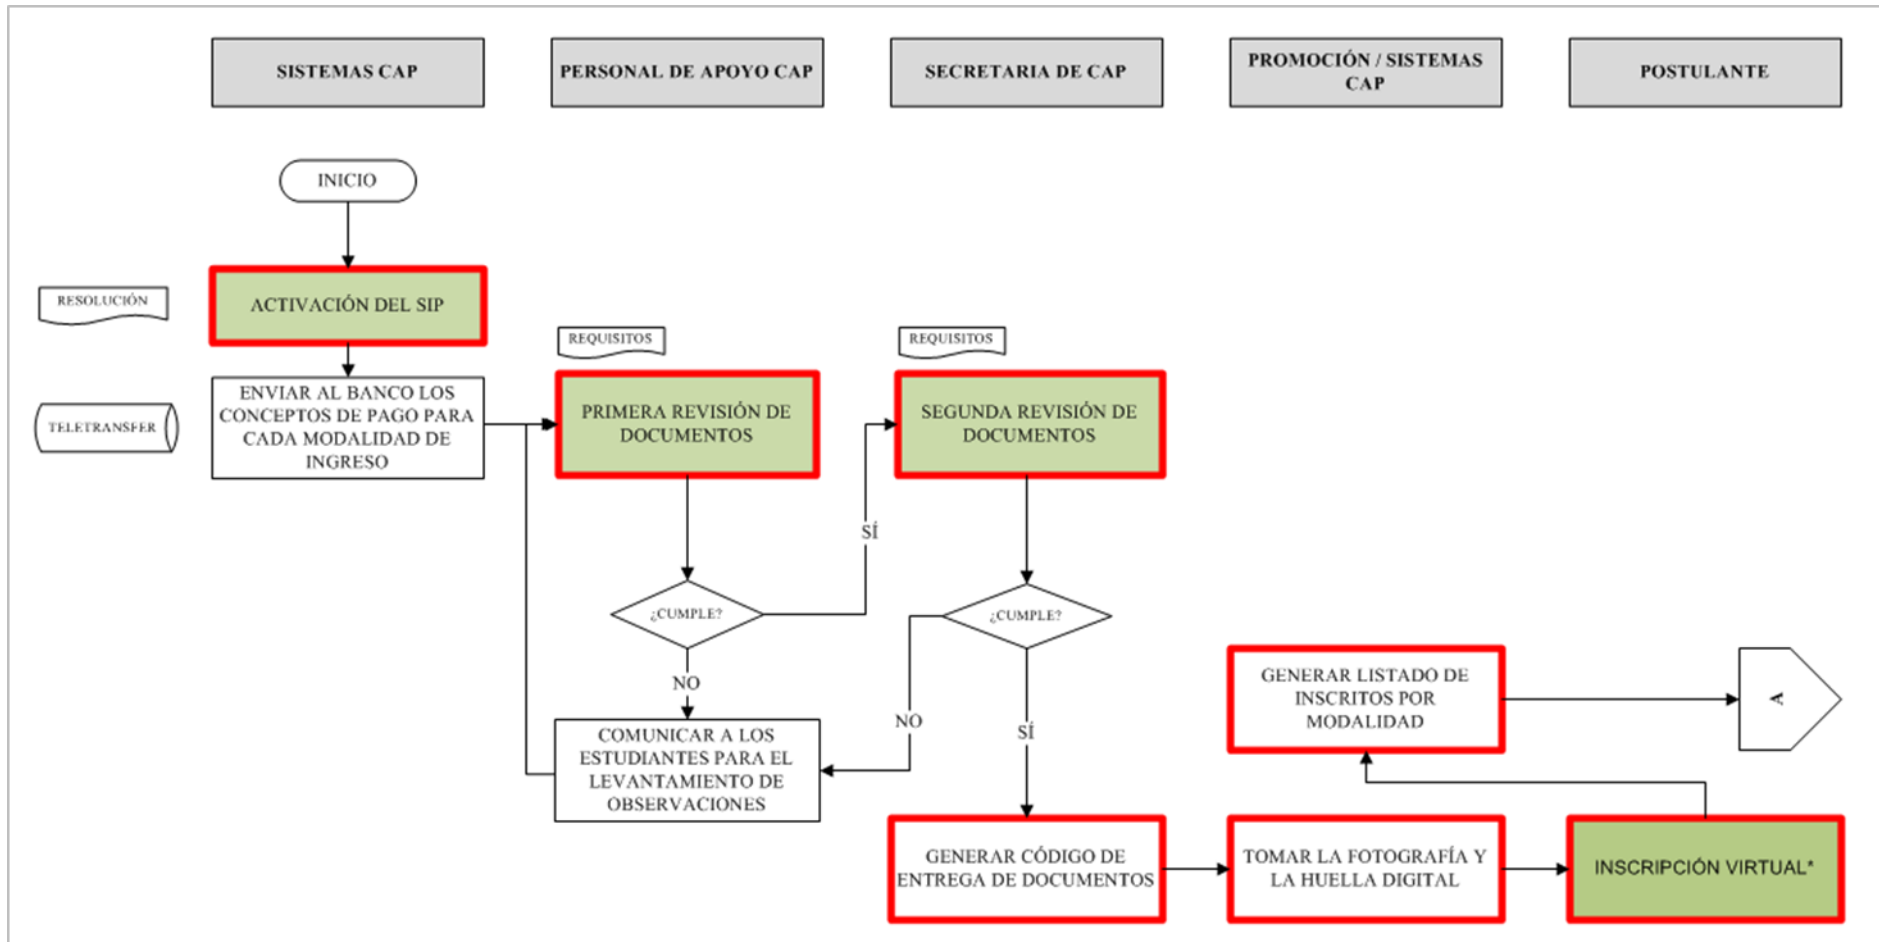 SISTEMAS CAP
PERSONAL DE APOYO CAP
SECRETARIA DE CAP
PROMOCIÓN / SISTEMAS
CAP
POSTULANTE
INICIO
RESOLUCIÓN
ACTIVACIÓN DEL SIP
TELETRANSFER
ENVIAR AL BANCO LOS
CONCEPTOS DE PAGO PARA
CADA MODALIDAD DE
INGRESO
REQUISITOS
PRIMERA REVISIÓN DE
DOCUMENTOS
REQUISITOS
SEGUNDA REVISIÓN DE
DOCUMENTOS
SÍ
¿CUMPLE?
¿CUMPLE?
NO
NO
SÍ
COMUNICAR A LOS
ESTUDIANTES PARA EL
LEVANTAMIENTO DE
OBSERVACIONES
GENERAR LISTADO DE
INSCRITOS POR
MODALIDAD
A
GENERAR CÓDIGO DE
ENTREGA DE DOCUMENTOS
TOMAR LA FOTOGRAFÍA Y
LA HUELLA DIGITAL
INSCRIPCIÓN VIRTUAL*